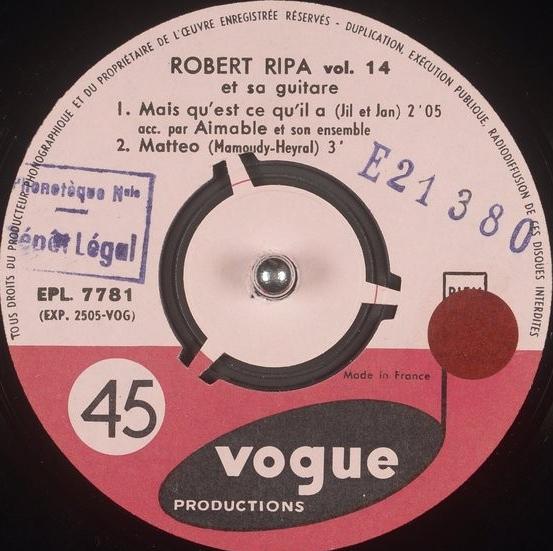 TOUS DROITS DU PRODUCTEUR PHONOGRAPHIQUE ET DU PROPRIÉTAIRE DE L'ŒUVRE ENREGISTRÉE RÉSERVÉS - DUPLICATION, EXÉCUTION PUBLIQUE, RADIODIFFUSION DE CES DISQUES INTERDITES
ROBERT RIPA vol. 14
et sa guitare
1. Mais qu'est ce qu'il a (Jil et Jan) 2'05
acc. par Aimable et son ensemble
2. Matteo (Mamoudy-Heyral) 3'
E21 380
Phonotèque Nale
Dépôt Légal
EPL. 7781
(EXP. 2505-VOG)
BIEM
Made in France
45
vogue
PRODUCTIONS